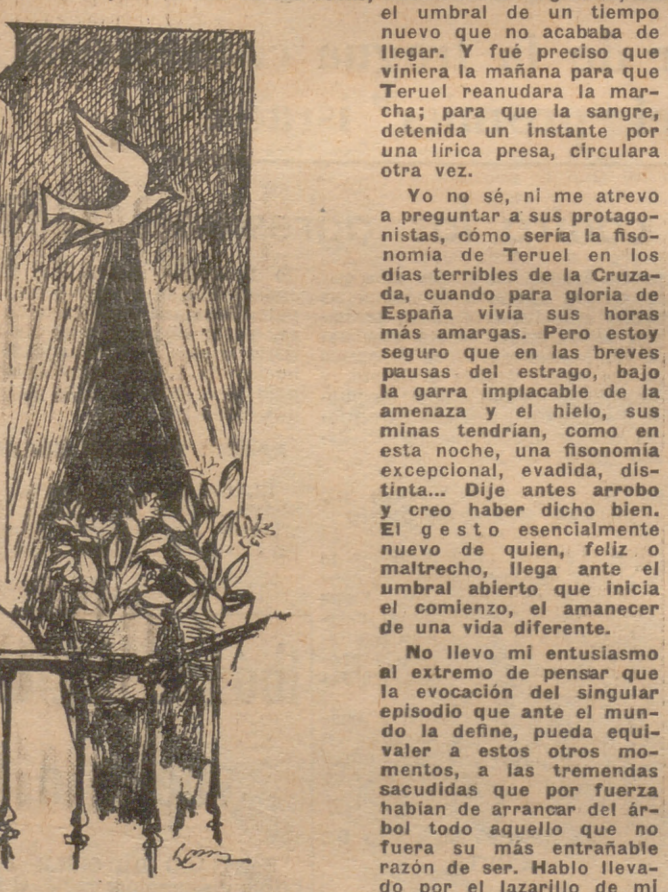 el umbral de un tiempo
nuevo que no acababa de
llegar. Y fué preciso que
viniera la mañana para que
Teruel reanudara la mar-
cha; para que la sangre,
detenida un instante por
una lírica presa, circulara
otra vez.
Yo no sé, ni me atrevo
a preguntar a sus protago-
nistas, cómo sería la fiso-
nomía de Teruel en los
días terribles de la Cruza-
da, cuando para gloria de
España vivía sus horas
más amargas. Pero estoy
seguro que en las breves
pausas del estrago, bajo
la garra implacable de la
amenaza y el hielo, sus
minas tendrían, como en
esta noche, una fisonomía
excepcional, evadida, dis-
tinta... Dije antes arrobo
y creo haber dicho bien.
El gesto esencialmente
nuevo de quien, feliz o
maltrecho, llega ante el
umbral abierto que inicia
el comienzo, el amanecer
de una vida diferente.
No llevo mi entusiasmo
al extremo de pensar que
la evocación del singular
episodio que ante el mun-
do la define, pueda equi-
valer a estos otros mo-
mentos, a las tremendas
sacudidas que por fuerza
habían de arrancar del ár-
bol todo aquello que no
fuera su más entrañable
razón de ser. Hablo lleva-
do por el lazarillo de mi